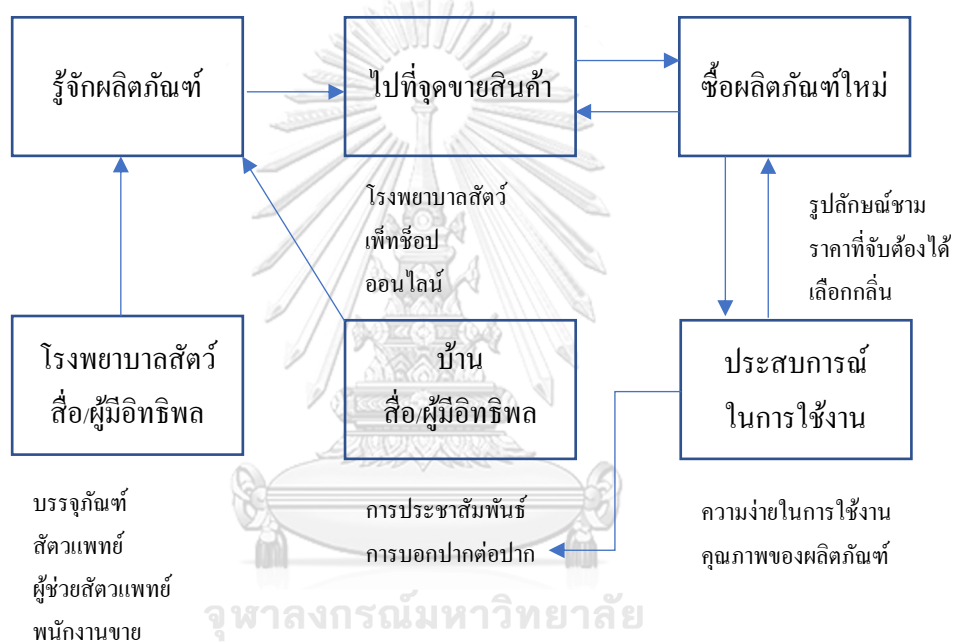 รู้จักผลิตภัณฑ์
ไปที่จุดขายสินค้า
ซื้อผลิตภัณฑ์ใหม่
โรงพยาบาลสัตว์
เพ็ทช็อป
ออนไลน์
รูปลักษณ์ชาม
ราคาที่จับต้องได้
เลือกกลิ่น
โรงพยาบาลสัตว์
สื่อ/ผู้มีอิทธิพล
บ้าน
สื่อ/ผู้มีอิทธิพล
ประสบการณ์
ในการใช้งาน
บรรจุภัณฑ์
สัตวแพทย์
ผู้ช่วยสัตวแพทย์
พนักงานขาย
การประชาสัมพันธ์
การบอกปากต่อปาก
ความง่ายในการใช้งาน
คุณภาพของผลิตภัณฑ์
จุฬาลงกรณ์มหาวิทยาลัย